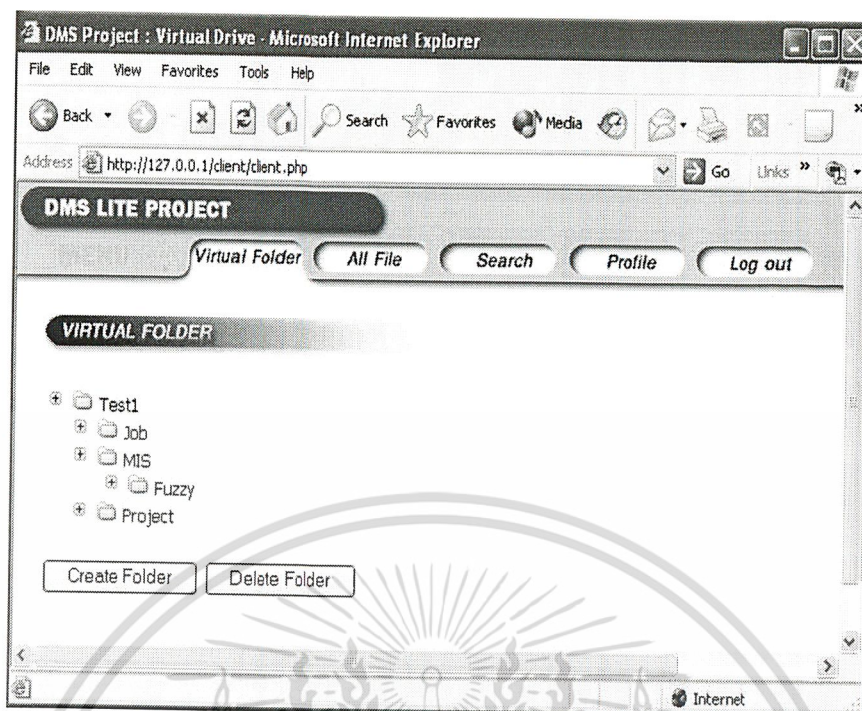 DMS Project : Virtual Drive - Microsoft Internet Explorer
File Edit View Favorites Tools Help
Back Search Favorites Media »
Address http://127.0.0.1/client/client.php Go Links »
DMS LITE PROJECT
MENU Virtual Folder All File Search Profile Log out
VIRTUAL FOLDER
Test1
Job
MIS
Fuzzy
Project
Create Folder Delete Folder
Internet